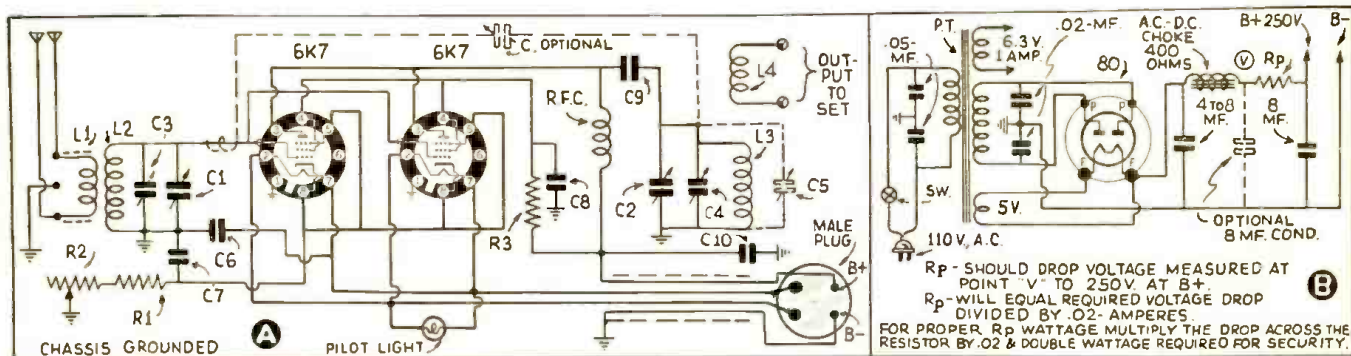 L1
L2
C3
C1
C6
C7
R2
R1
CHASSIS GROUNDED
A
PILOT LIGHT
6K7
6K7
C. OPTIONAL
R.F.C.
C9
R3
C8
C2
C4
L3
C5
C10
L4
OUT-
PUT
TO
SET
MALE
PLUG
B+
B-
.05-
MF.
P.T.
6.3 V.
1 AMP.
.02-MF.
80
P
P
F
F
5V.
SW.
110 V. A.C.
A.C.-D.C.
CHOKE
400
OHMS
V
Rp
B+250V.
B-
4 TO 8
MF.
8
MF.
OPTIONAL
8 MF. COND.
Rp - SHOULD DROP VOLTAGE MEASURED AT
POINT "V" TO 250V. AT B+.
Rp - WILL EQUAL REQUIRED VOLTAGE DROP
DIVIDED BY .02- AMPERES.
B
FOR PROPER Rp WATTAGE MULTIPLY THE DROP ACROSS THE
RESISTOR BY .02 & DOUBLE WATTAGE REQUIRED FOR SECURITY.